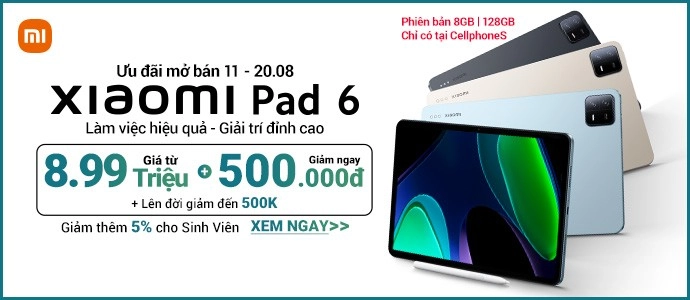 mi
Phiên bản 8GB | 128GB
Chỉ có tại CellphoneS
Ưu đãi mở bán 11 - 20.08
xiaomi Pad 6
Làm việc hiệu quả - Giải trí đỉnh cao
8.99 Giá từ Triệu + 500.000đ Giảm ngay
+ Lên đời giảm đến 500K
Giảm thêm 5% cho Sinh Viên XEM NGAY>>